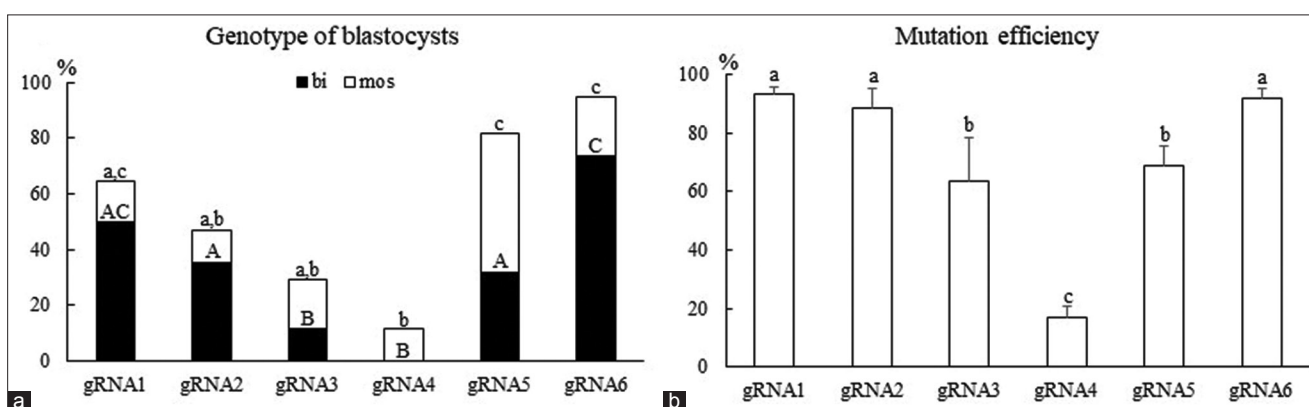 Genotype of blastocysts
%
bi mos
100
80
60
40
20
0
a,c
AC
a,b
A
a,b
B
b
B
c
A
c
C
gRNA1 gRNA2 gRNA3 gRNA4 gRNA5 gRNA6
a
Mutation efficiency
%
100
80
60
40
20
0
a a b c b a
gRNA1 gRNA2 gRNA3 gRNA4 gRNA5 gRNA6
b